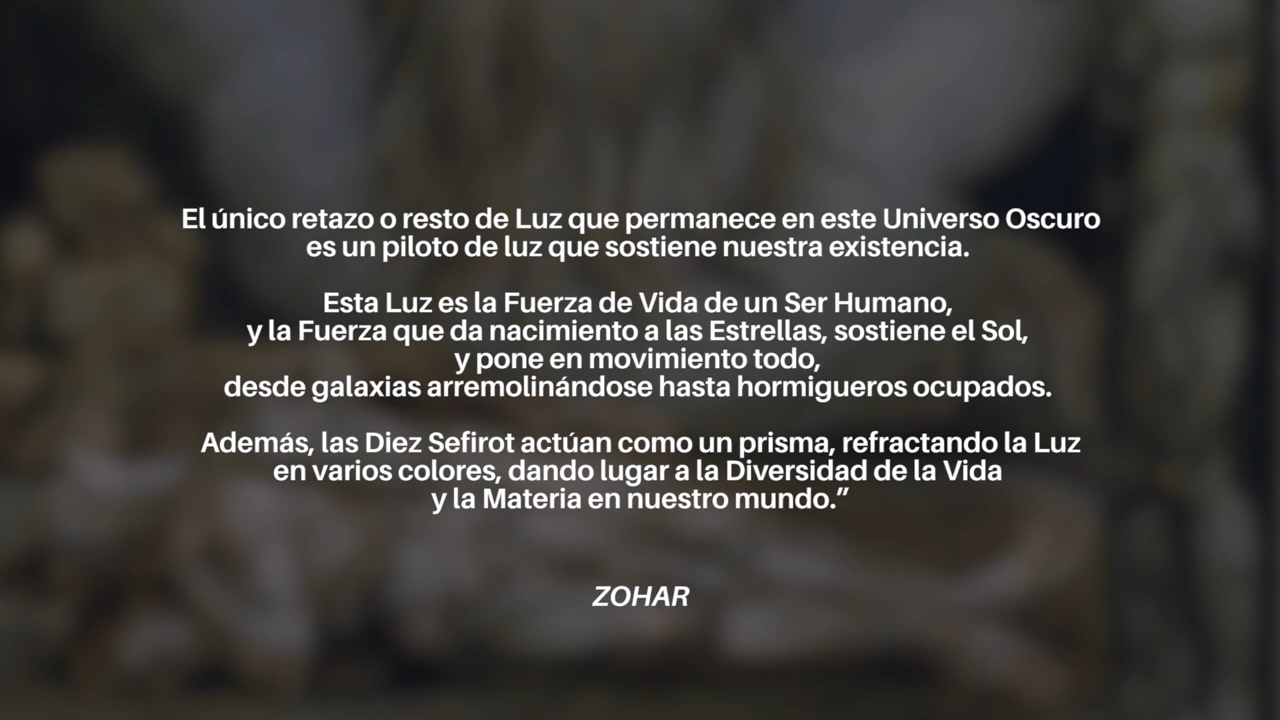 El único retazo o resto de Luz que permanece en este Universo Oscuro
es un piloto de luz que sostiene nuestra existencia.
Esta Luz es la Fuerza de Vida de un Ser Humano,
y la Fuerza que da nacimiento a las Estrellas, sostiene el Sol,
y pone en movimiento todo,
desde galaxias arremolinándose hasta hormigueros ocupados.
Además, las Diez Sefirot actúan como un prisma, refractando la Luz
en varios colores, dando lugar a la Diversidad de la Vida
y la Materia en nuestro mundo.”
ZOHAR